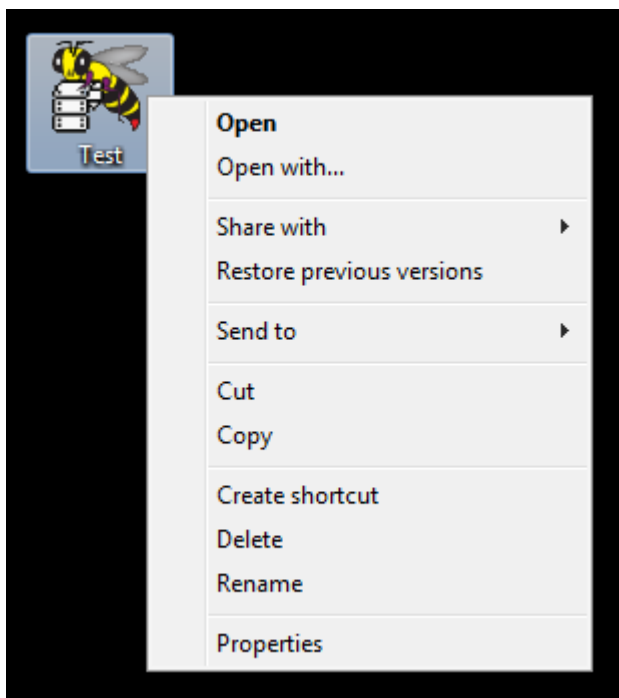 Test
Open
Open with...
Share with
Restore previous versions
Send to
Cut
Copy
Create shortcut
Delete
Rename
Properties